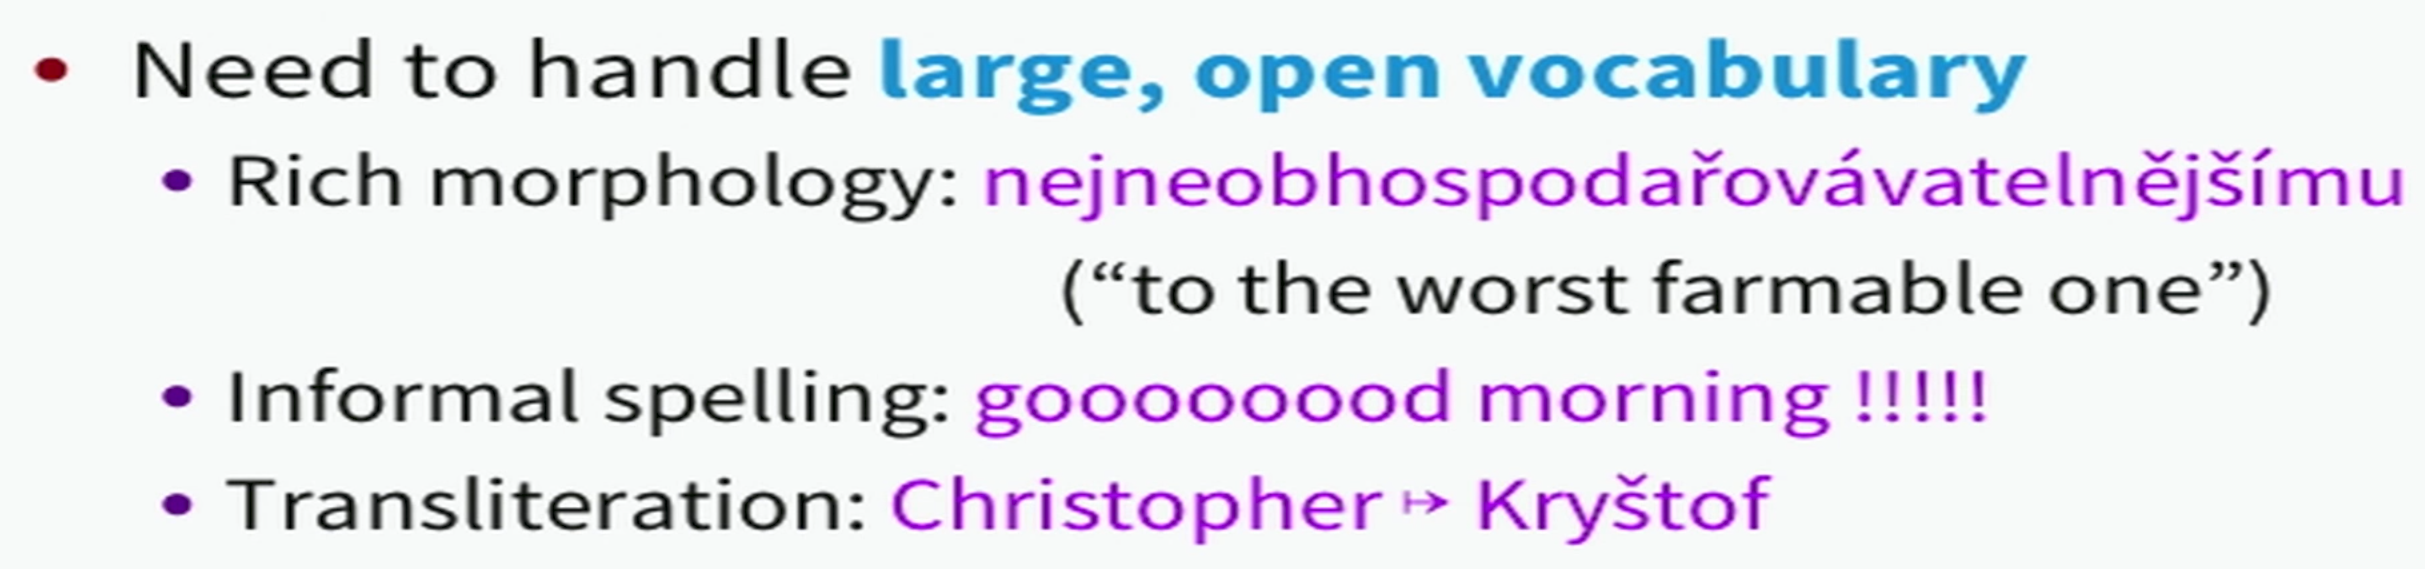 • Need to handle large, open vocabulary
• Rich morphology: nejneobhospodařovávatelnějšímu
(“to the worst farmable one”)
• Informal spelling: goooooood morning !!!!!
• Transliteration: Christopher ↦ Kryštof